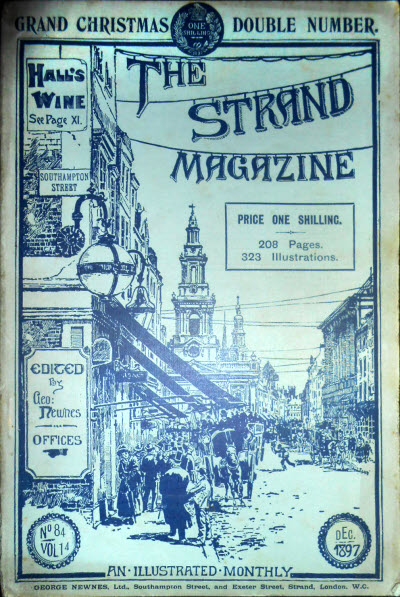 GRAND CHRISTMAS DOUBLE NUMBER.
ONE
SHILLING
HALL'S
WINE
See Page XI.
THE
STRAND
MAGAZINE
SOUTHAMPTON
STREET
PRICE ONE SHILLING.
208 Pages.
323 Illustrations.
EDITED
By
Geo:
Newnes
OFFICES
No 84
VOL 14
DEC.
1897
AN · ILLUSTRATED · MONTHLY
GEORGE NEWNES, Ltd., Southampton Street, and Exeter Street, Strand, London, W.C.